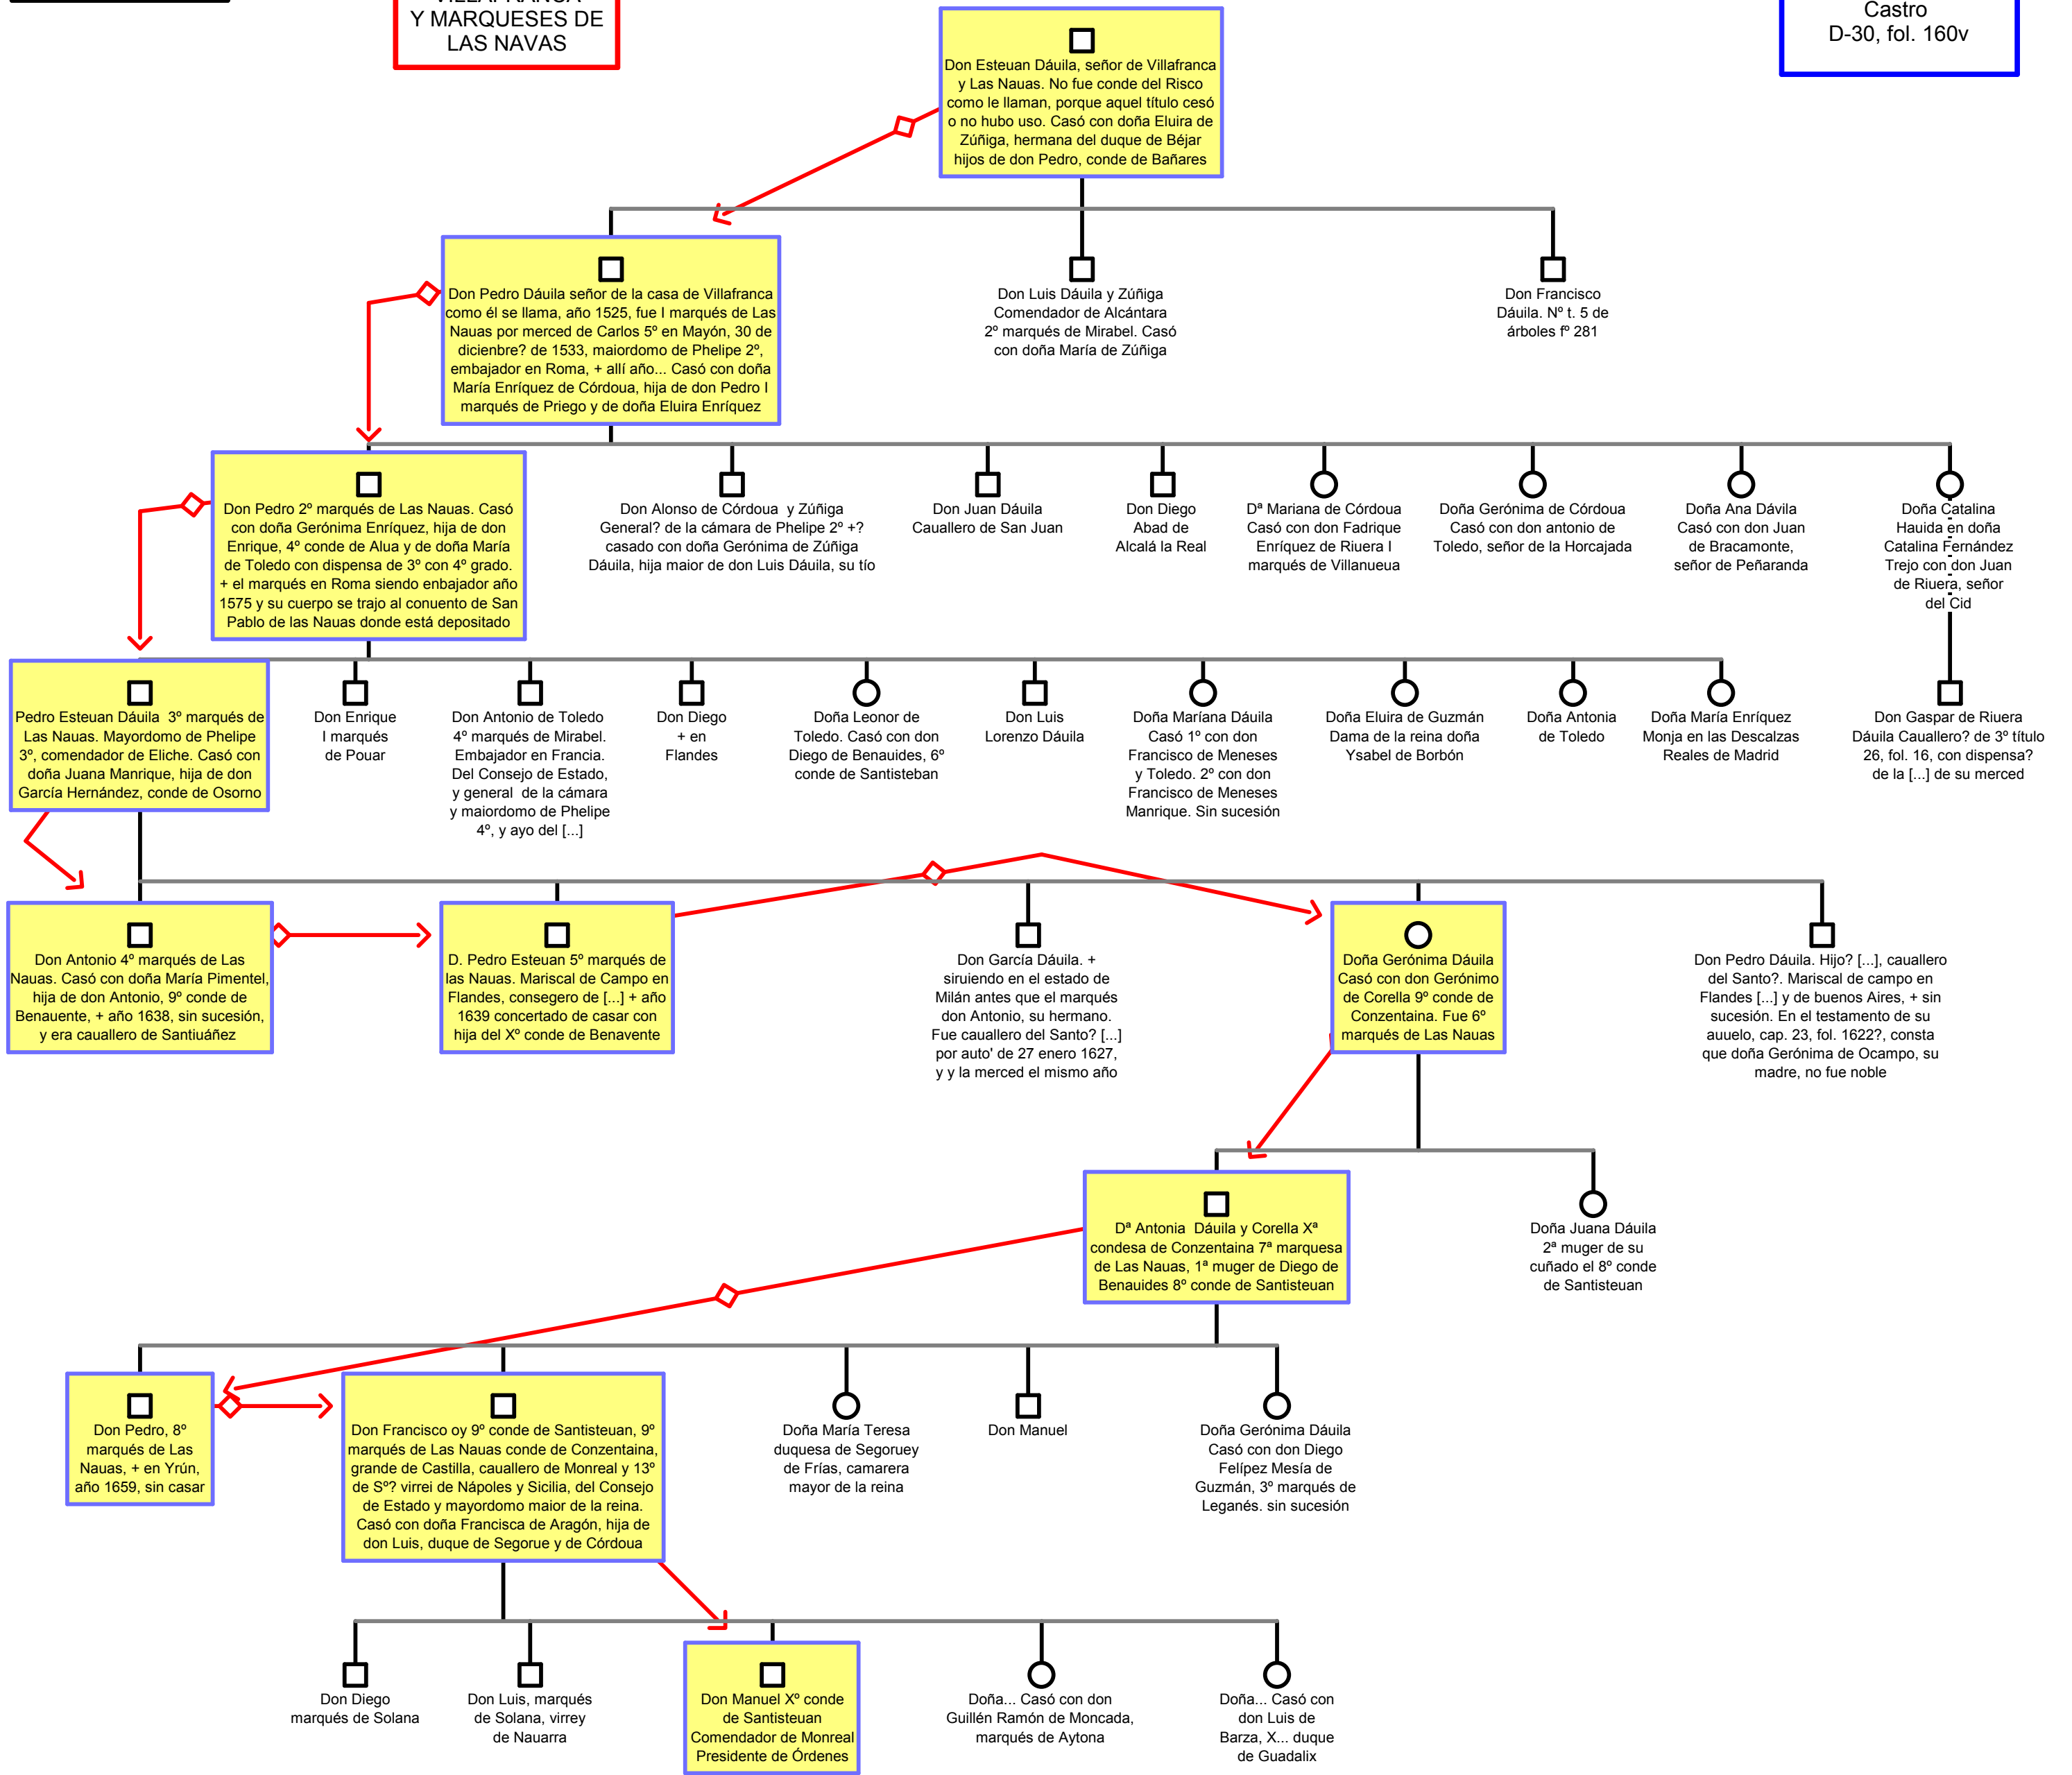 Y MARQUESES DE
LAS NAVAS
Castro
D-30, fol. 160v
Don Esteuan Dáuila, señor de Villafranca
y Las Nauas. No fue conde del Risco
como le llaman, porque aquel título cesó
o no hubo uso. Casó con doña Eluira de
Zúñiga, hermana del duque de Béjar
hijos de don Pedro, conde de Bañares
Don Pedro Dáuila señor de la casa de Villafranca
como él se llama, año 1525, fue I marqués de Las
Nauas por merced de Carlos 5º en Mayón, 30 de
dicienbre? de 1533, maiordomo de Phelipe 2º,
embajador en Roma, + allí año... Casó con doña
María Enríquez de Córdoua, hija de don Pedro I
marqués de Priego y de doña Eluira Enríquez
Don Luis Dáuila y Zúñiga
Comendador de Alcántara
2º marqués de Mirabel. Casó
con doña María de Zúñiga
Don Francisco
Dáuila. Nº t. 5 de
árboles fº 281
Don Pedro 2º marqués de Las Nauas. Casó
con doña Gerónima Enríquez, hija de don
Enrique, 4º conde de Alua y de doña María
de Toledo con dispensa de 3º con 4º grado.
+ el marqués en Roma siendo enbajador año
1575 y su cuerpo se trajo al conuento de San
Pablo de las Nauas donde está depositado
Don Alonso de Córdoua y Zúñiga
General? de la cámara de Phelipe 2º +?
casado con doña Gerónima de Zúñiga
Dáuila, hija maior de don Luis Dáuila, su tío
Don Juan Dáuila
Cauallero de San Juan
Don Diego
Abad de
Alcalá la Real
Dª Mariana de Córdoua
Casó con don Fadrique
Enríquez de Riuera I
marqués de Villanueua
Doña Gerónima de Córdoua
Casó con don antonio de
Toledo, señor de la Horcajada
Doña Ana Dávila
Casó con don Juan
de Bracamonte,
señor de Peñaranda
Doña Catalina
Hauida en doña
Catalina Fernández
Trejo con don Juan
de Riuera, señor
del Cid
Pedro Esteuan Dáuila 3º marqués de
Las Nauas. Mayordomo de Phelipe
3º, comendador de Eliche. Casó con
doña Juana Manrique, hija de don
García Hernández, conde de Osorno
Don Enrique
I marqués
de Pouar
Don Antonio de Toledo
4º marqués de Mirabel.
Embajador en Francia.
Del Consejo de Estado,
y general de la cámara
y maiordomo de Phelipe
4º, y ayo del [...]
Don Diego
+ en
Flandes
Doña Leonor de
Toledo. Casó con don
Diego de Benauides, 6º
conde de Santisteban
Don Luis
Lorenzo Dáuila
Doña Maríana Dáuila
Casó 1º con don
Francisco de Meneses
y Toledo. 2º con don
Francisco de Meneses
Manrique. Sin sucesión
Doña Eluira de Guzmán
Dama de la reina doña
Ysabel de Borbón
Doña Antonia
de Toledo
Doña María Enríquez
Monja en las Descalzas
Reales de Madrid
Don Gaspar de Riuera
Dáuila Cauallero? de 3º título
26, fol. 16, con dispensa?
de la [...] de su merced
Don Antonio 4º marqués de Las
Nauas. Casó con doña María Pimentel,
hija de don Antonio, 9º conde de
Benauente, + año 1638, sin sucesión,
y era cauallero de Santiuáñez
D. Pedro Esteuan 5º marqués de
las Nauas. Mariscal de Campo en
Flandes, consegero de [...] + año
1639 concertado de casar con
hija del Xº conde de Benavente
Don García Dáuila. +
siruiendo en el estado de
Milán antes que el marqués
don Antonio, su hermano.
Fue cauallero del Santo? [...]
por auto' de 27 enero 1627,
y y la merced el mismo año
Doña Gerónima Dáuila
Casó con don Gerónimo
de Corella 9º conde de
Conzentaina. Fue 6º
marqués de Las Nauas
Don Pedro Dáuila. Hijo? [...], cauallero
del Santo?. Mariscal de campo en
Flandes [...] y de buenos Aires, + sin
sucesión. En el testamento de su
auuelo, cap. 23, fol. 1622?, consta
que doña Gerónima de Ocampo, su
madre, no fue noble
Dª Antonia Dáuila y Corella Xª
condesa de Conzentaina 7ª marquesa
de Las Nauas, 1ª muger de Diego de
Benauides 8º conde de Santisteuan
Doña Juana Dáuila
2ª muger de su
cuñado el 8º conde
de Santisteuan
Don Pedro, 8º
marqués de Las
Nauas, + en Yrún,
año 1659, sin casar
Don Francisco oy 9º conde de Santisteuan, 9º
marqués de Las Nauas conde de Conzentaina,
grande de Castilla, cauallero de Monreal y 13º
de Sº? virrei de Nápoles y Sicilia, del Consejo
de Estado y mayordomo maior de la reina.
Casó con doña Francisca de Aragón, hija de
don Luis, duque de Segorue y de Córdoua
Doña María Teresa
duquesa de Segoruey
de Frías, camarera
mayor de la reina
Don Manuel
Doña Gerónima Dáuila
Casó con don Diego
Felípez Mesía de
Guzmán, 3º marqués de
Leganés. sin sucesión
Don Diego
marqués de Solana
Don Luis, marqués
de Solana, virrey
de Nauarra
Don Manuel Xº conde
de Santisteuan
Comendador de Monreal
Presidente de Órdenes
Doña... Casó con don
Guillén Ramón de Moncada,
marqués de Aytona
Doña... Casó con
don Luis de
Barza, X... duque
de Guadalix